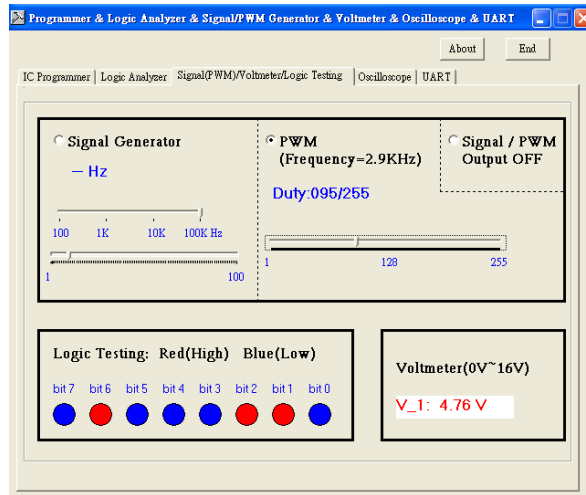 Programmer & Logic Analyzer & Signal/PWM Generator & Voltmeter & Oscilloscope & UART
About End
IC Programmer Logic Analyzer Signal(PWM)/Voltmeter/Logic Testing Oscilloscope UART
Signal Generator
— Hz
100 1K 10K 100K Hz
1 100
PWM
(Frequency=2.9KHz)
Duty:095/255
1 128 255
Signal / PWM
Output OFF
Logic Testing: Red(High) Blue(Low)
bit 7 bit 6 bit 5 bit 4 bit 3 bit 2 bit 1 bit 0
Voltmeter(0V~16V)
V_1: 4.76 V